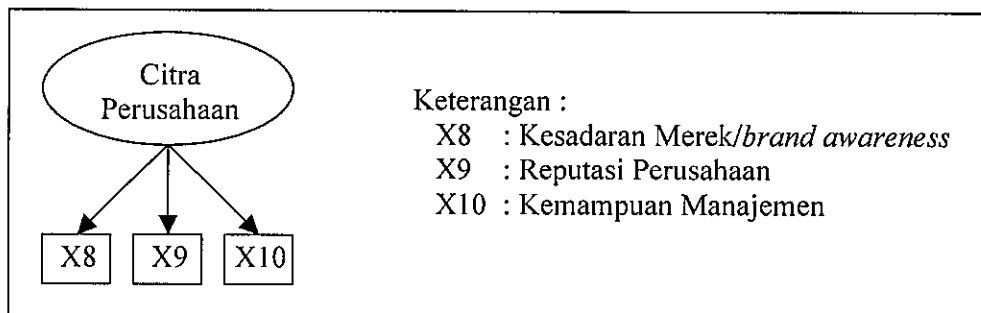 Citra
Perusahaan
X8 X9 X10
Keterangan :
X8 : Kesadaran Merek/brand awareness
X9 : Reputasi Perusahaan
X10 : Kemampuan Manajemen